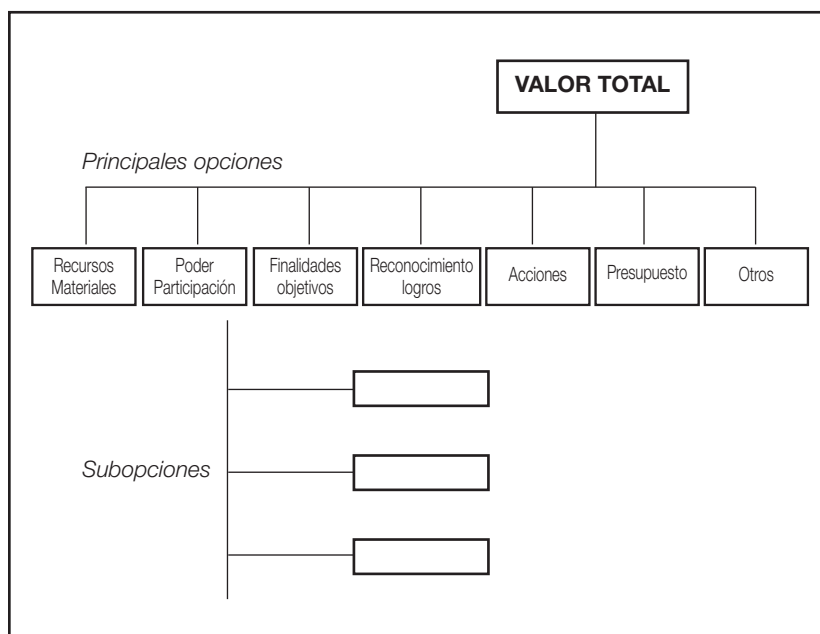 VALOR TOTAL
Principales opciones
Recursos
Materiales
Poder
Participación
Finalidades
objetivos
Reconocimiento
logros
Acciones
Presupuesto
Otros
Subopciones